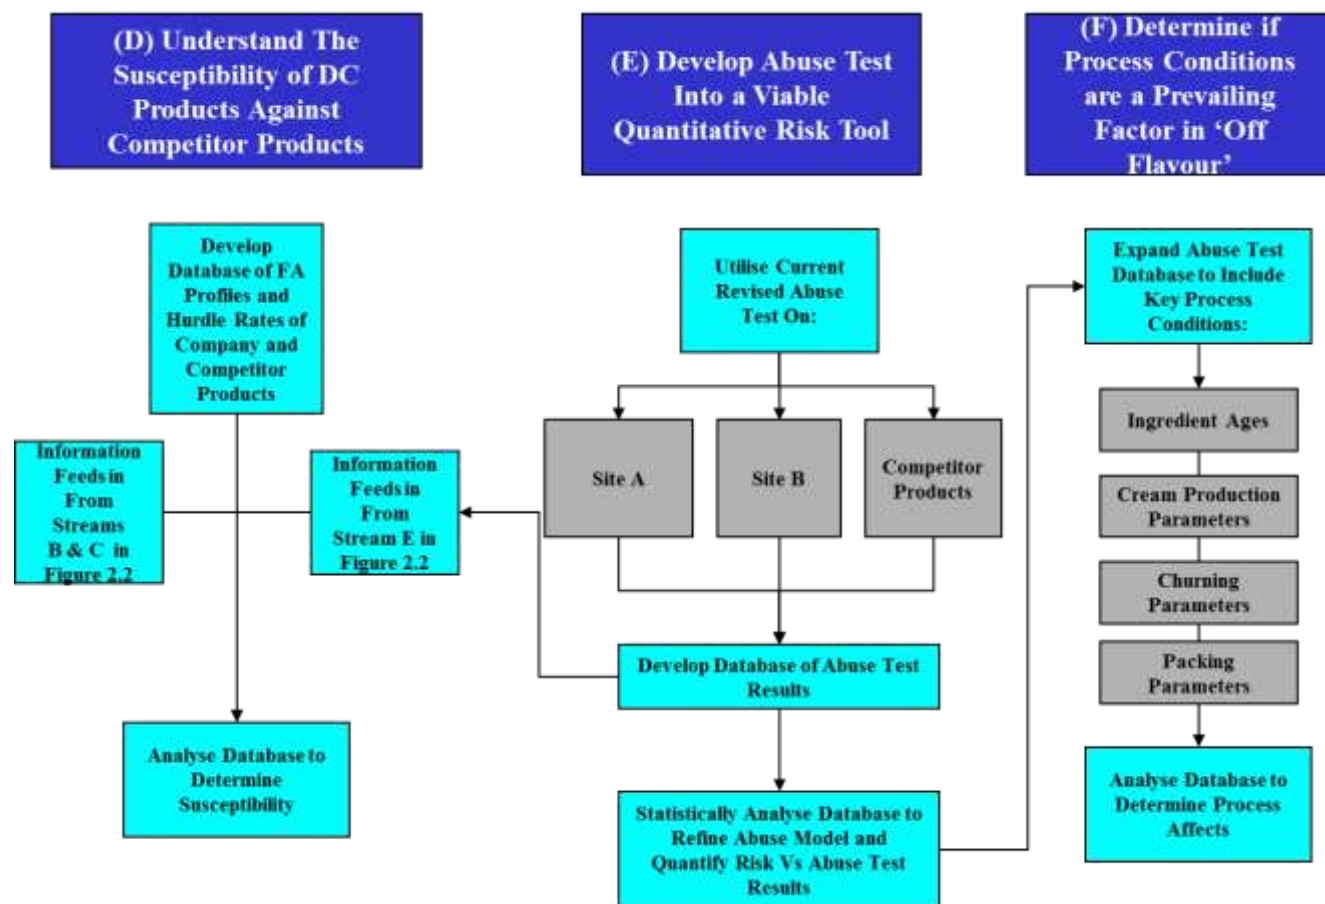 (D) Understand The
Susceptibility of DC
Products Against
Competitor Products
(E) Develop Abuse Test
Into a Viable
Quantitative Risk Tool
(F) Determine if
Process Conditions
are a Prevailing
Factor in ‘Off
Flavour’
Develop
Database of FA
Profiles and
Hurdle Rates of
Company and
Competitor
Products
Information
Feeds in
From
Streams
B & C in
Figure 2.2
Information
Feeds in
From
Stream E in
Figure 2.2
Analyse Database to
Determine
Susceptibility
Utilise Current
Revised Abuse
Test On:
Site A
Site B
Competitor
Products
Develop Database of Abuse Test
Results
Statistically Analyse Database to
Refine Abuse Model and
Quantify Risk Vs Abuse Test
Results
Expand Abuse Test
Database to Include
Key Process
Conditions:
Ingredient Ages
Cream Production
Parameters
Churning
Parameters
Packing
Parameters
Analyse Database to
Determine Process
Affects